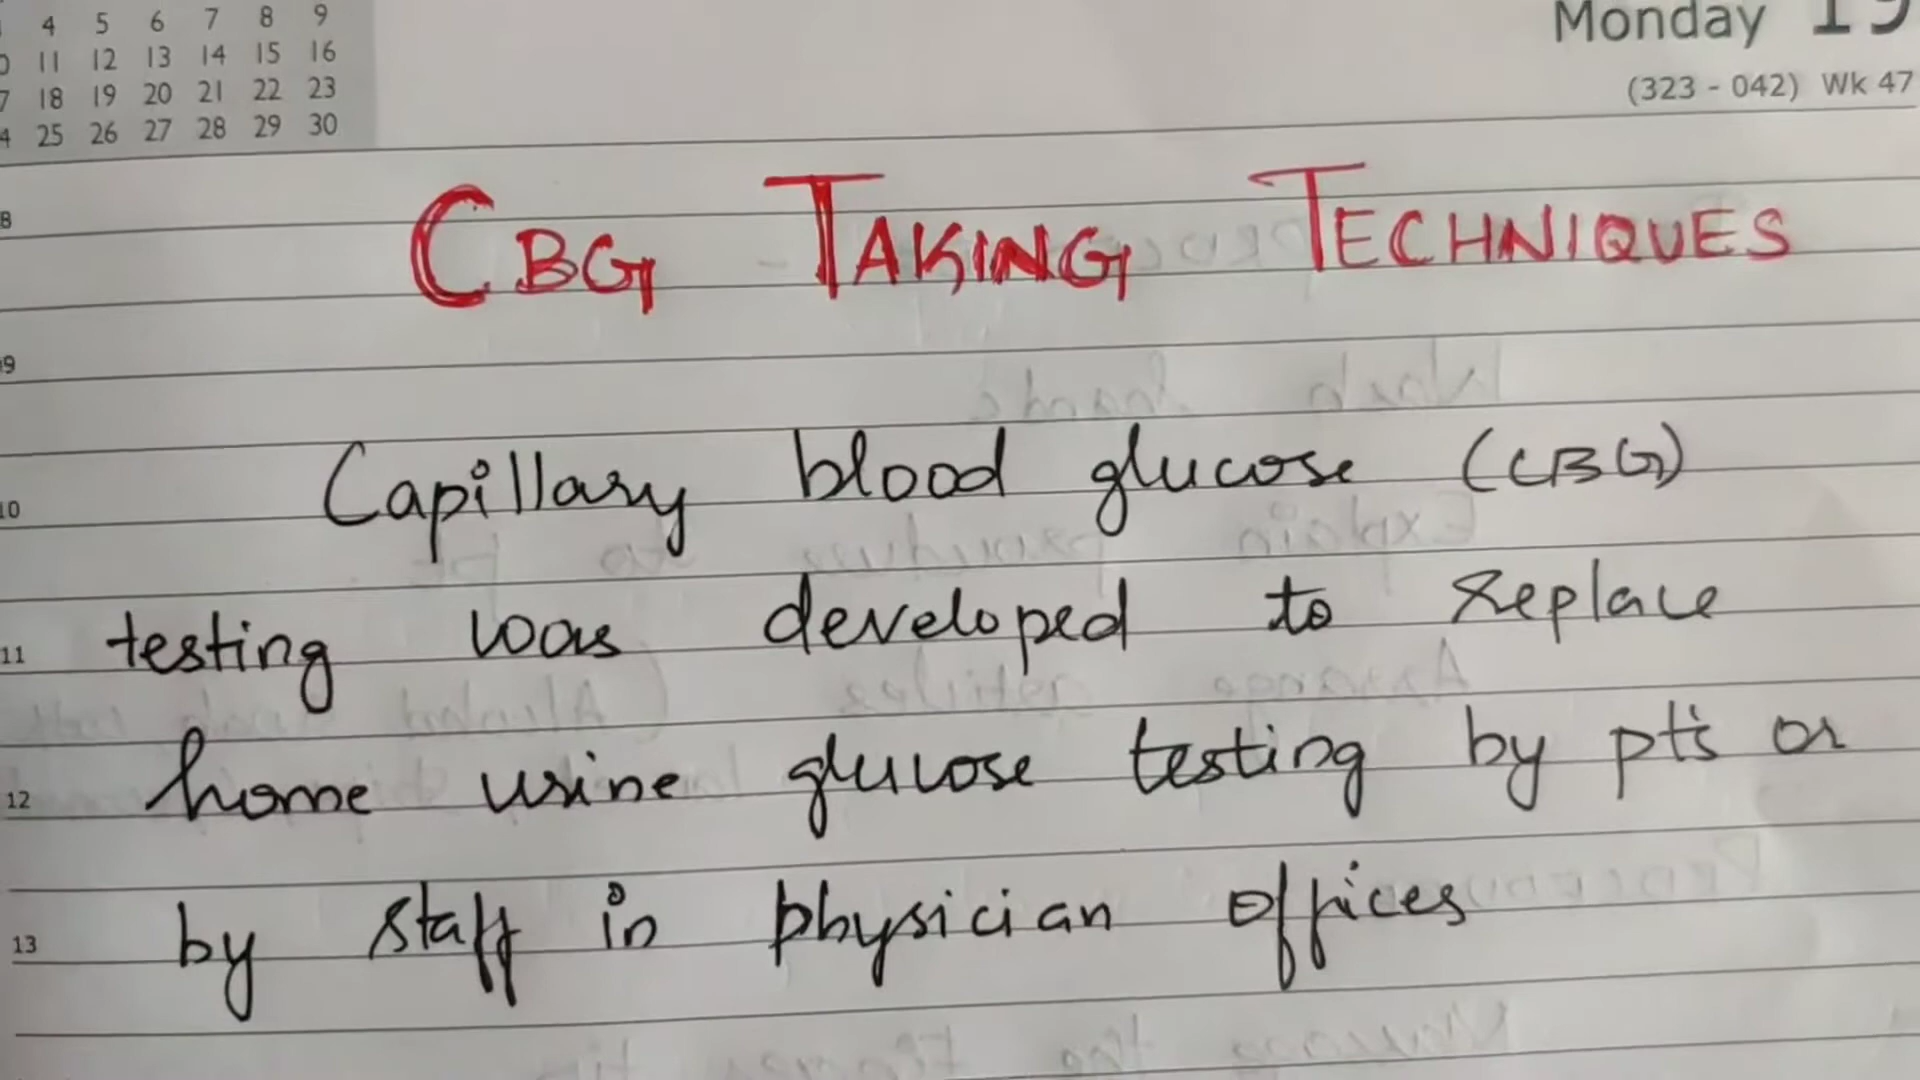 4 5 6 7 8 9
11 12 13 14 15 16
18 19 20 21 22 23
25 26 27 28 29 30
Monday 19
(323 - 042) Wk 47
CBG TAKING TECHNIQUES
8
9
10 Capillary blood glucose (CBG)
11 testing was developed to replace
12 home urine glucose testing by pt's or
13 by staff in physician offices